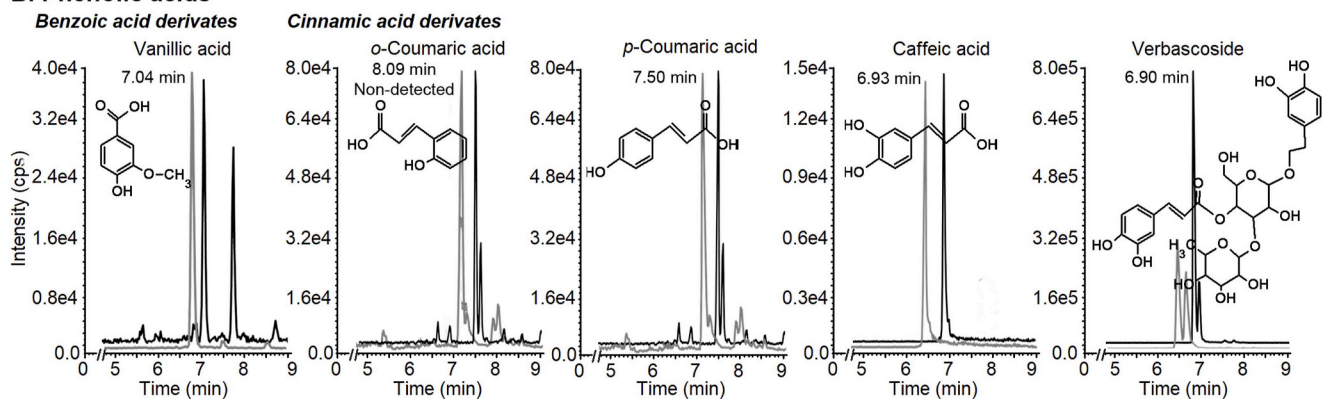 Benzoic acid derivates
Cinnamic acid derivates
Vanillic acid
7.04 min
4.0e4
3.2e4
2.4e4
1.6e4
0.8e4
0.0
Intensity (cps)
O
OH
O–CH3
OH
0 5 6 7 8 9
Time (min)
o-Coumaric acid
8.09 min
Non-detected
8.0e4
6.4e4
4.8e4
3.2e4
1.6e4
0.0
O
HO
HO
0 5 6 7 8 9
Time (min)
p-Coumaric acid
7.50 min
8.0e4
6.4e4
4.8e4
3.2e4
1.6e4
0.0
O
OH
HO
0 5 6 7 8 9
Time (min)
Caffeic acid
6.93 min
1.5e4
1.2e4
0.9e4
0.6e4
0.3e4
0.0
HO
HO
O
OH
0 5 6 7 8 9
Time (min)
Verbascoside
6.90 min
8.0e5
6.4e5
4.8e5
3.2e5
1.6e5
0.0
HO
HO
HO
O
O
O
O
OH
O
HO
OH
H3C
O
HO
OH
OH
0 5 6 7 8 9
Time (min)